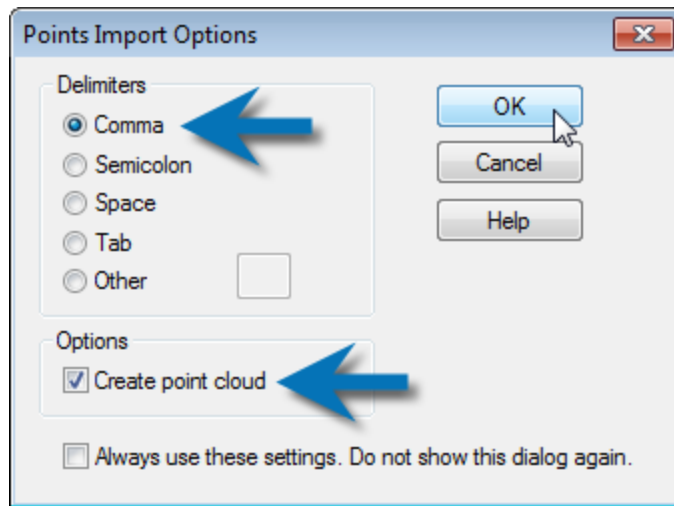 Points Import Options
Delimiters
Comma
Semicolon
Space
Tab
Other
OK
Cancel
Help
Options
Create point cloud
Always use these settings. Do not show this dialog again.